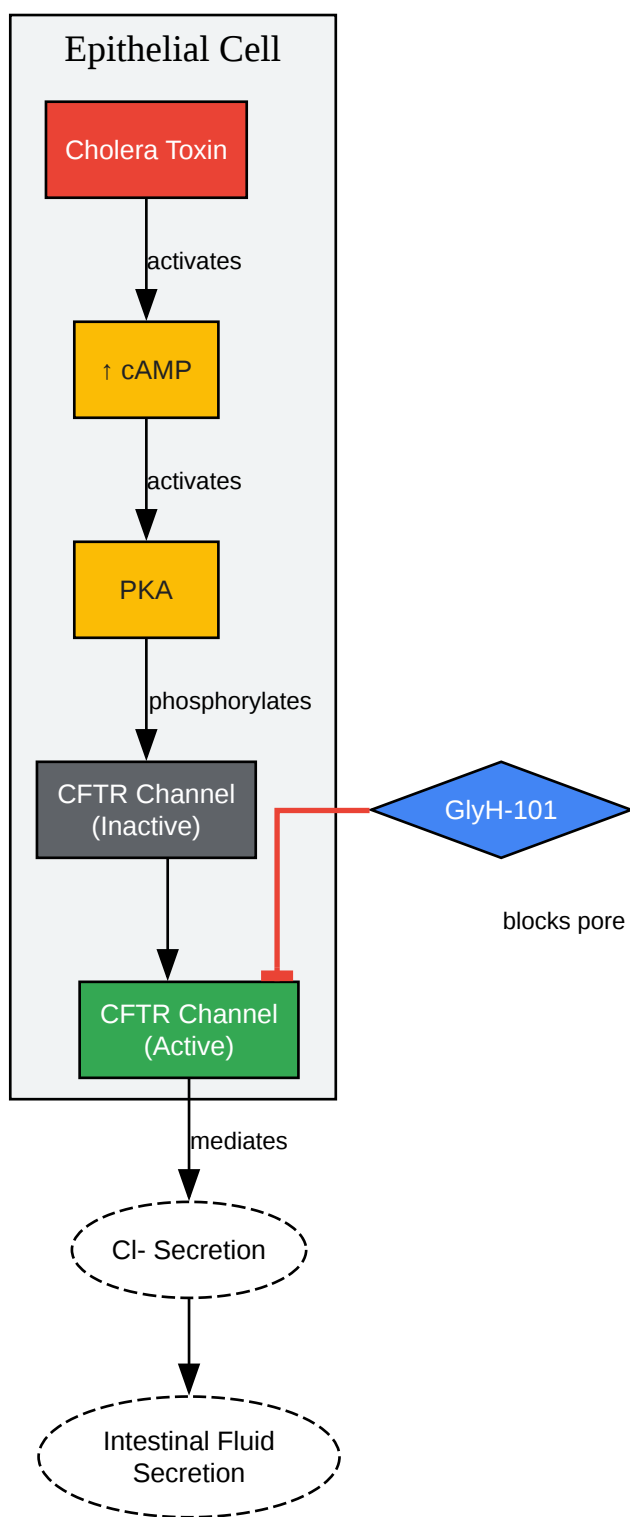 Epithelial Cell
Cholera Toxin
activates
↑ cAMP
activates
PKA
phosphorylates
CFTR Channel
(Inactive)
GlyH-101
blocks pore
CFTR Channel
(Active)
mediates
Cl- Secretion
Intestinal Fluid
Secretion